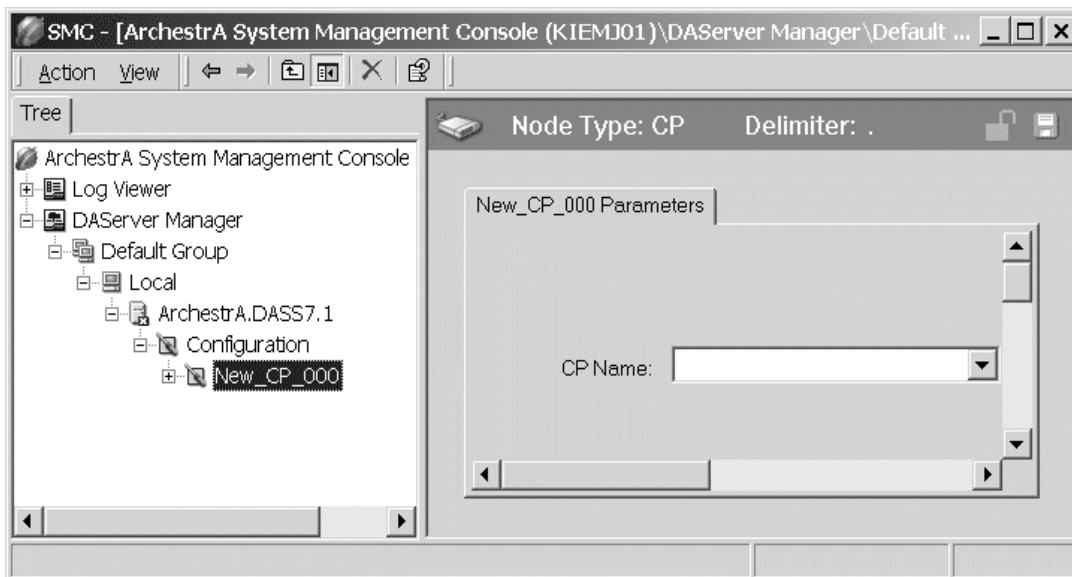 SMC - [ArchestrA System Management Console (KIEMJ01)\DAServer Manager\Default ...
Action View
Tree
ArchestrA System Management Console
Log Viewer
DAServer Manager
Default Group
Local
ArchestrA.DASS7.1
Configuration
New_CP_000
Node Type: CP Delimiter: .
New_CP_000 Parameters
CP Name: